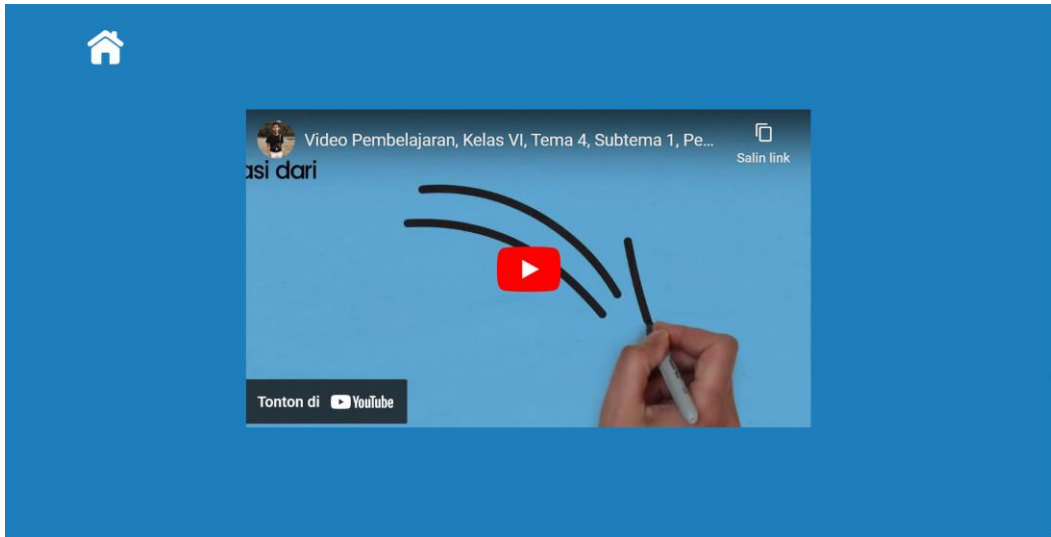 Video Pembelajaran, Kelas VI, Tema 4, Subtema 1, Pe...
Salin link
asi dari
Tonton di YouTube